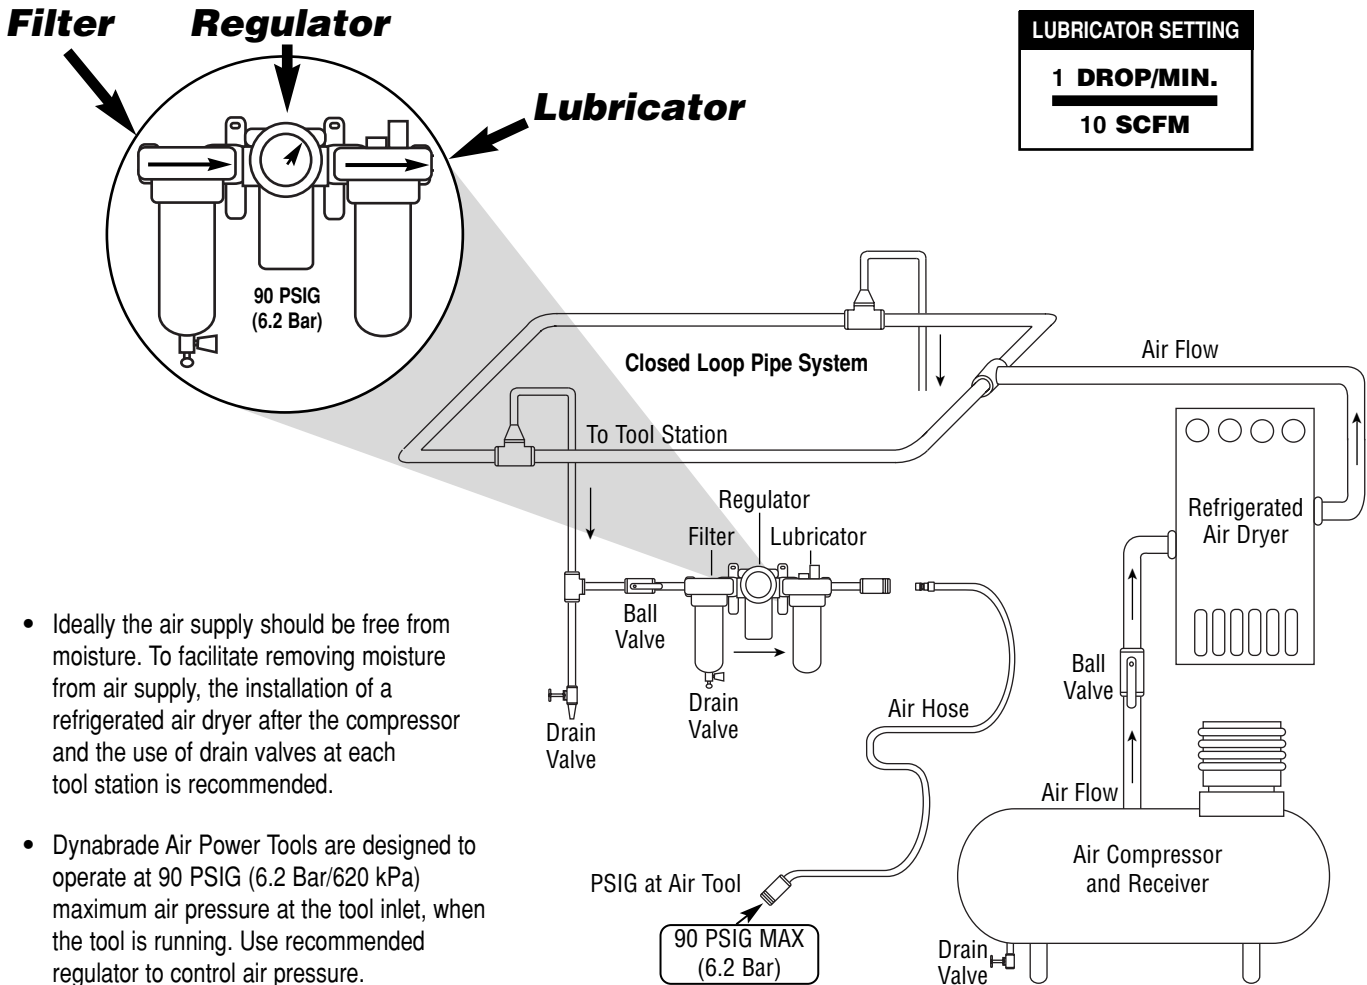 Filter
Regulator
Lubricator
LUBRICATOR SETTING
1 DROP/MIN.
10 SCFM
90 PSIG
(6.2 Bar)
Closed Loop Pipe System
Air Flow
To Tool Station
Refrigerated
Air Dryer
Regulator
Filter
Lubricator
Ball
Valve
Drain
Valve
Drain
Valve
Air Hose
Ball
Valve
Air Flow
Air Compressor
and Receiver
PSIG at Air Tool
90 PSIG MAX
(6.2 Bar)
Drain
Valve
• Ideally the air supply should be free from
moisture. To facilitate removing moisture
from air supply, the installation of a
refrigerated air dryer after the compressor
and the use of drain valves at each
tool station is recommended.
• Dynabrade Air Power Tools are designed to
operate at 90 PSIG (6.2 Bar/620 kPa)
maximum air pressure at the tool inlet, when
the tool is running. Use recommended
regulator to control air pressure.